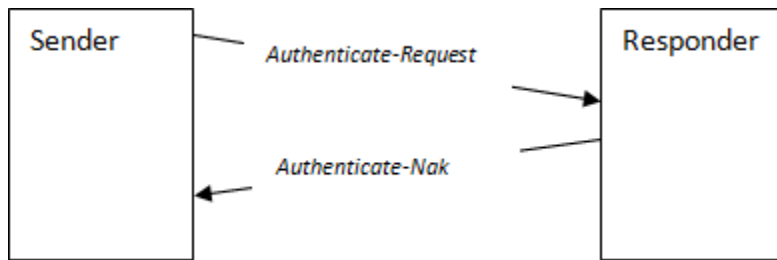 Sender
Responder
Authenticate-Request
Authenticate-Nak